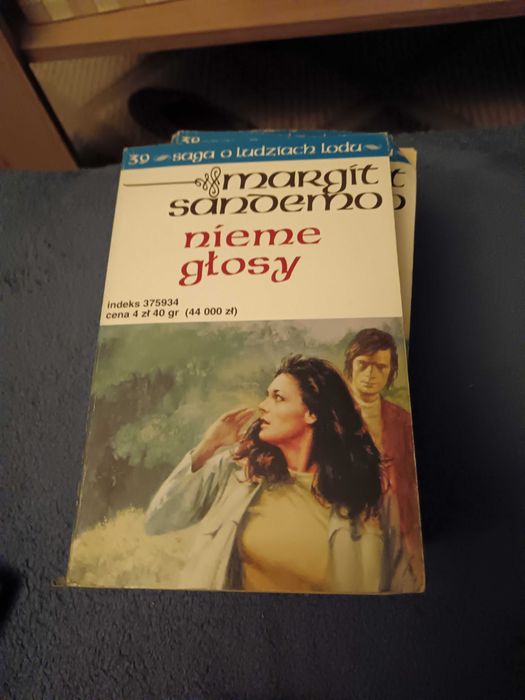 39 saga o ludziach lodu
margit
sandemo
nieme
głosy
indeks 375934
cena 4 zł 40 gr (44 000 zł)